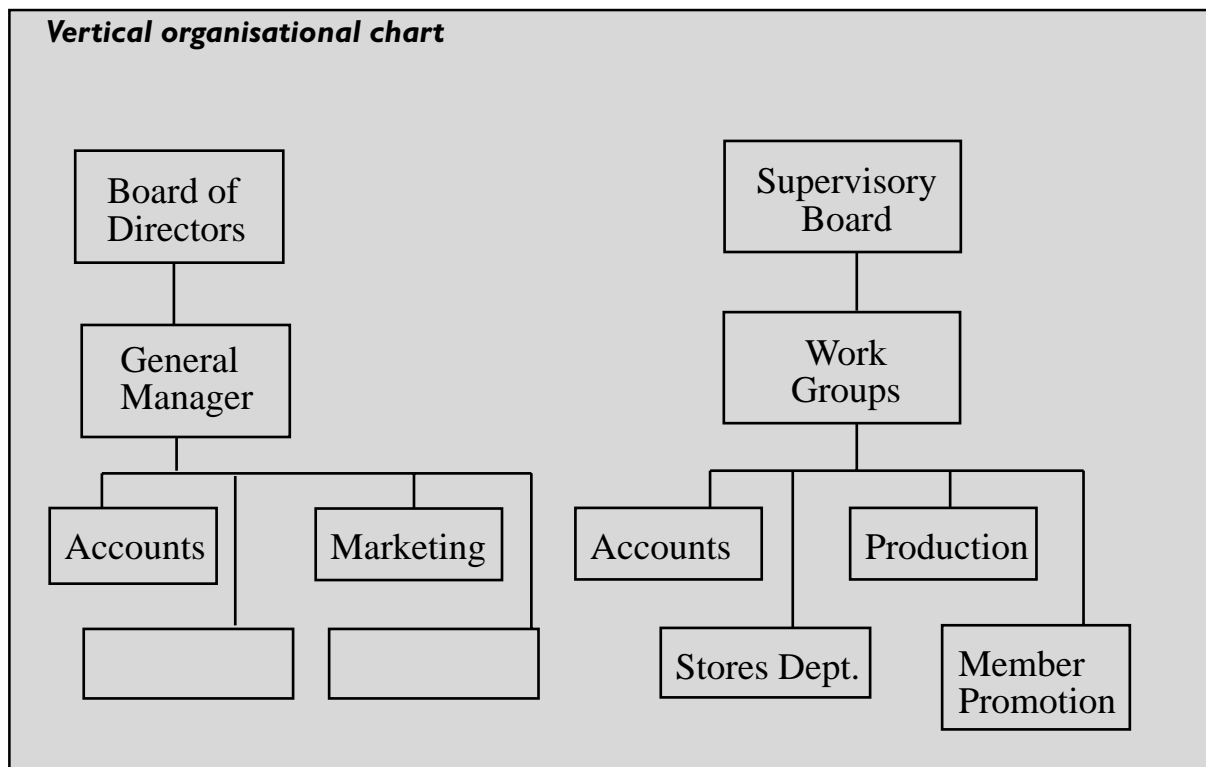 Vertical organisational chart
Board of
Directors
Supervisory
Board
General
Manager
Work
Groups
Accounts
Marketing
Accounts
Production
Stores Dept.
Member
Promotion